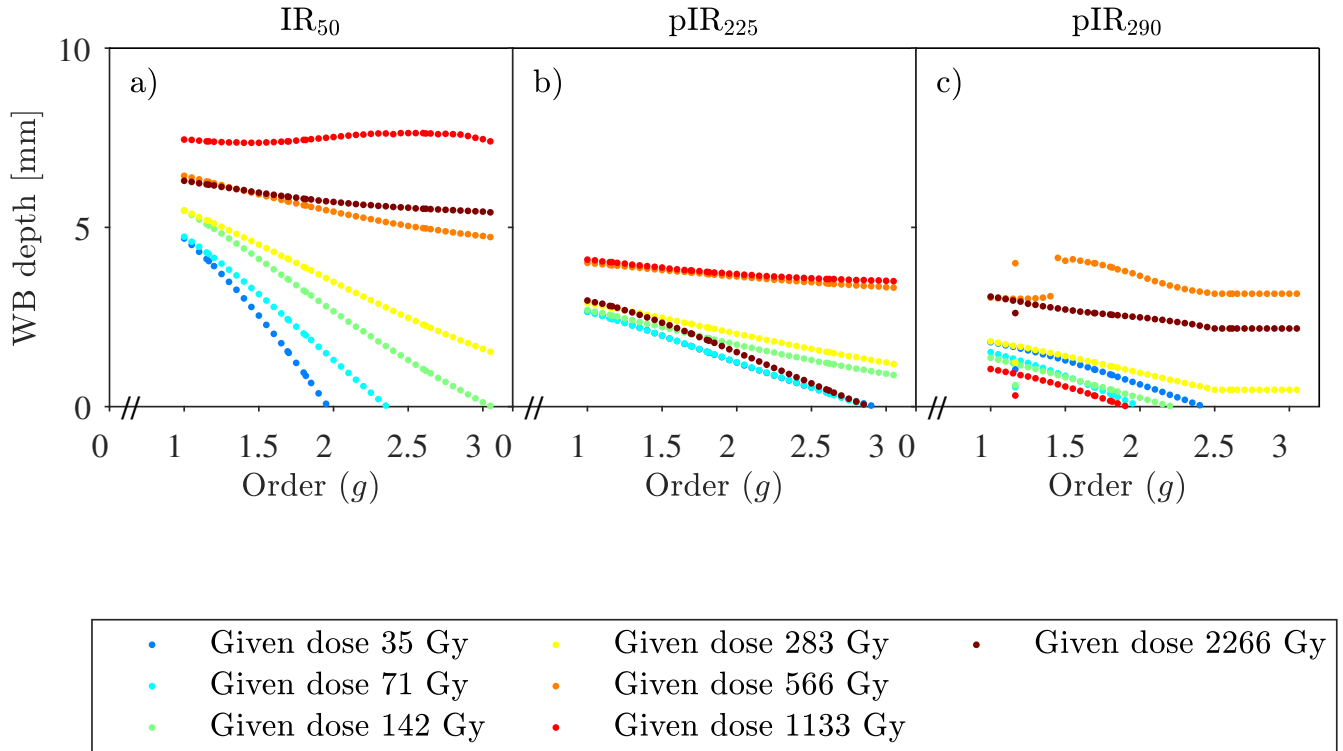 IR₅₀ pIR₂₂₅ pIR₂₉₀
10
a) b) c)
WB depth [mm]
5
0
0 1 1.5 2 2.5 3 0 1 1.5 2 2.5 3 0 1 1.5 2 2.5 3
Order (g) Order (g) Order (g)
Given dose 35 Gy Given dose 283 Gy Given dose 2266 Gy
Given dose 71 Gy Given dose 566 Gy
Given dose 142 Gy Given dose 1133 Gy